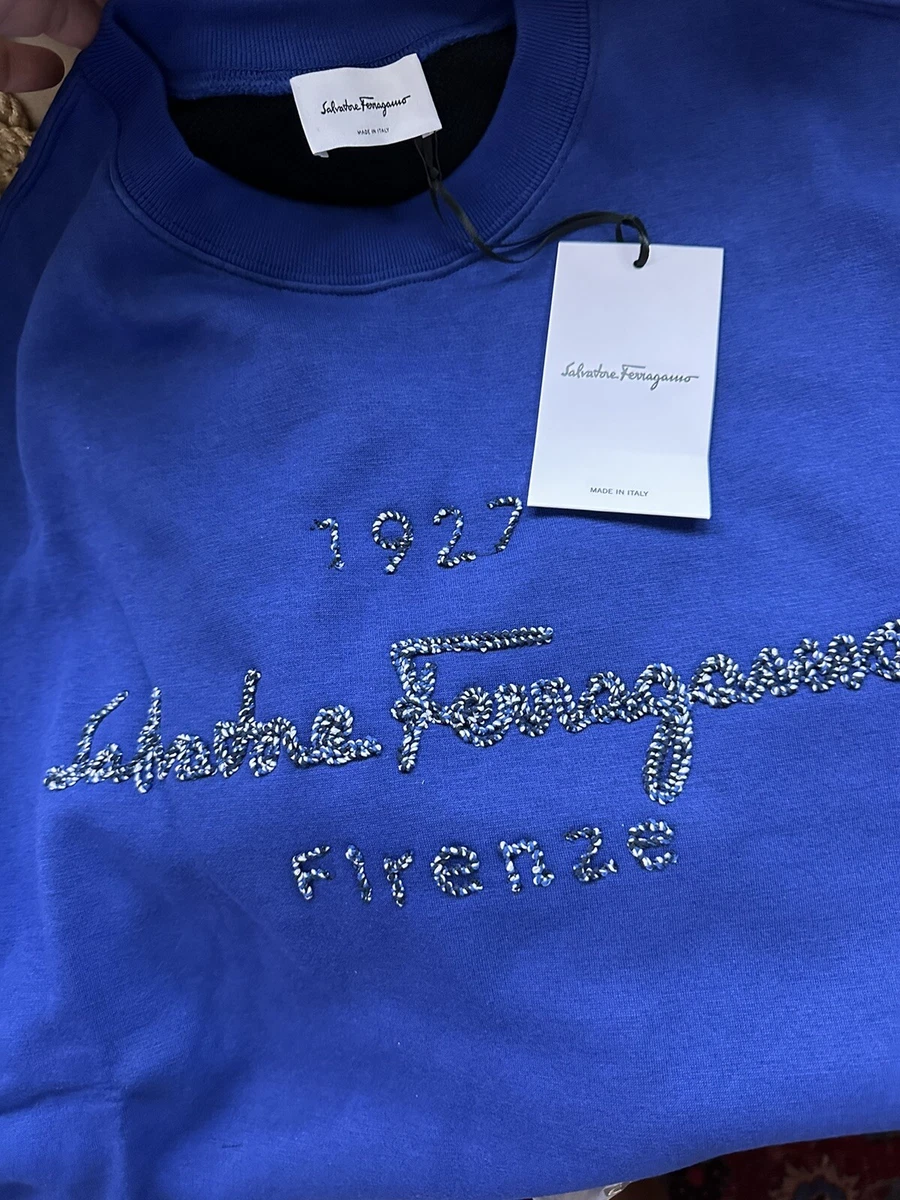 Salvatore Ferragamo
MADE IN ITALY
Salvatore Ferragamo
MADE IN ITALY
1927
Salvatore Ferragamo
Firenze